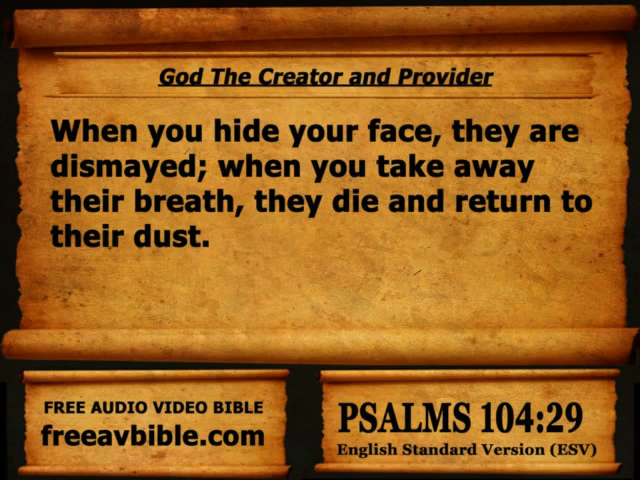 God The Creator and Provider
When you hide your face, they are
dismayed; when you take away
their breath, they die and return to
their dust.
FREE AUDIO VIDEO BIBLE
freeavbible.com
PSALMS 104:29
English Standard Version (ESV)